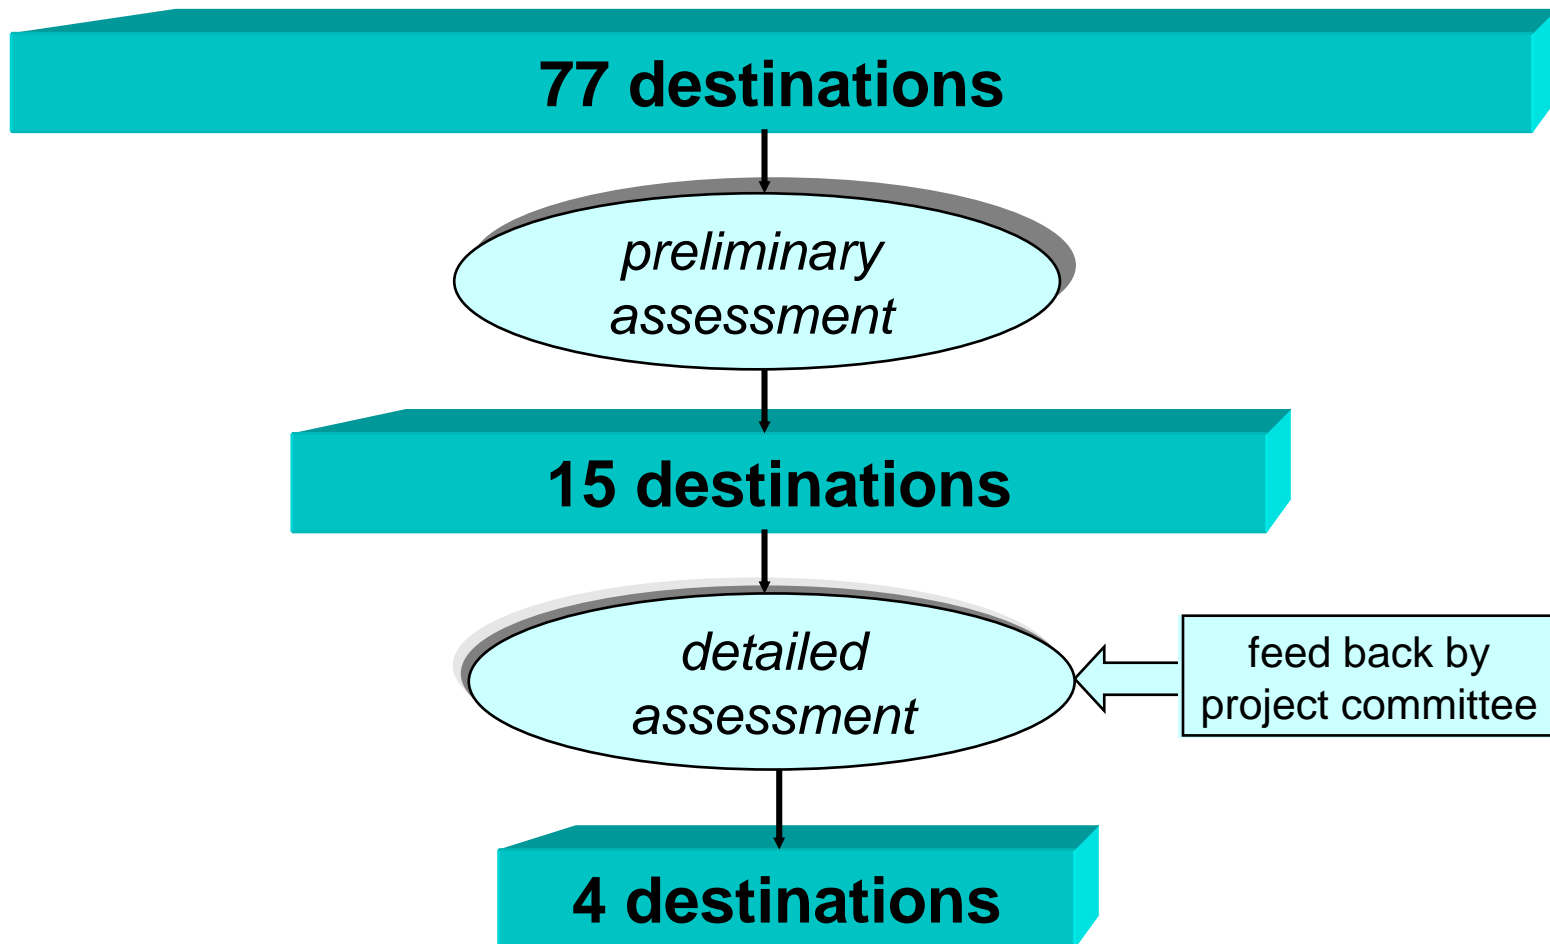 77 destinations
preliminary
assessment
15 destinations
detailed
assessment
feed back by
project committee
4 destinations